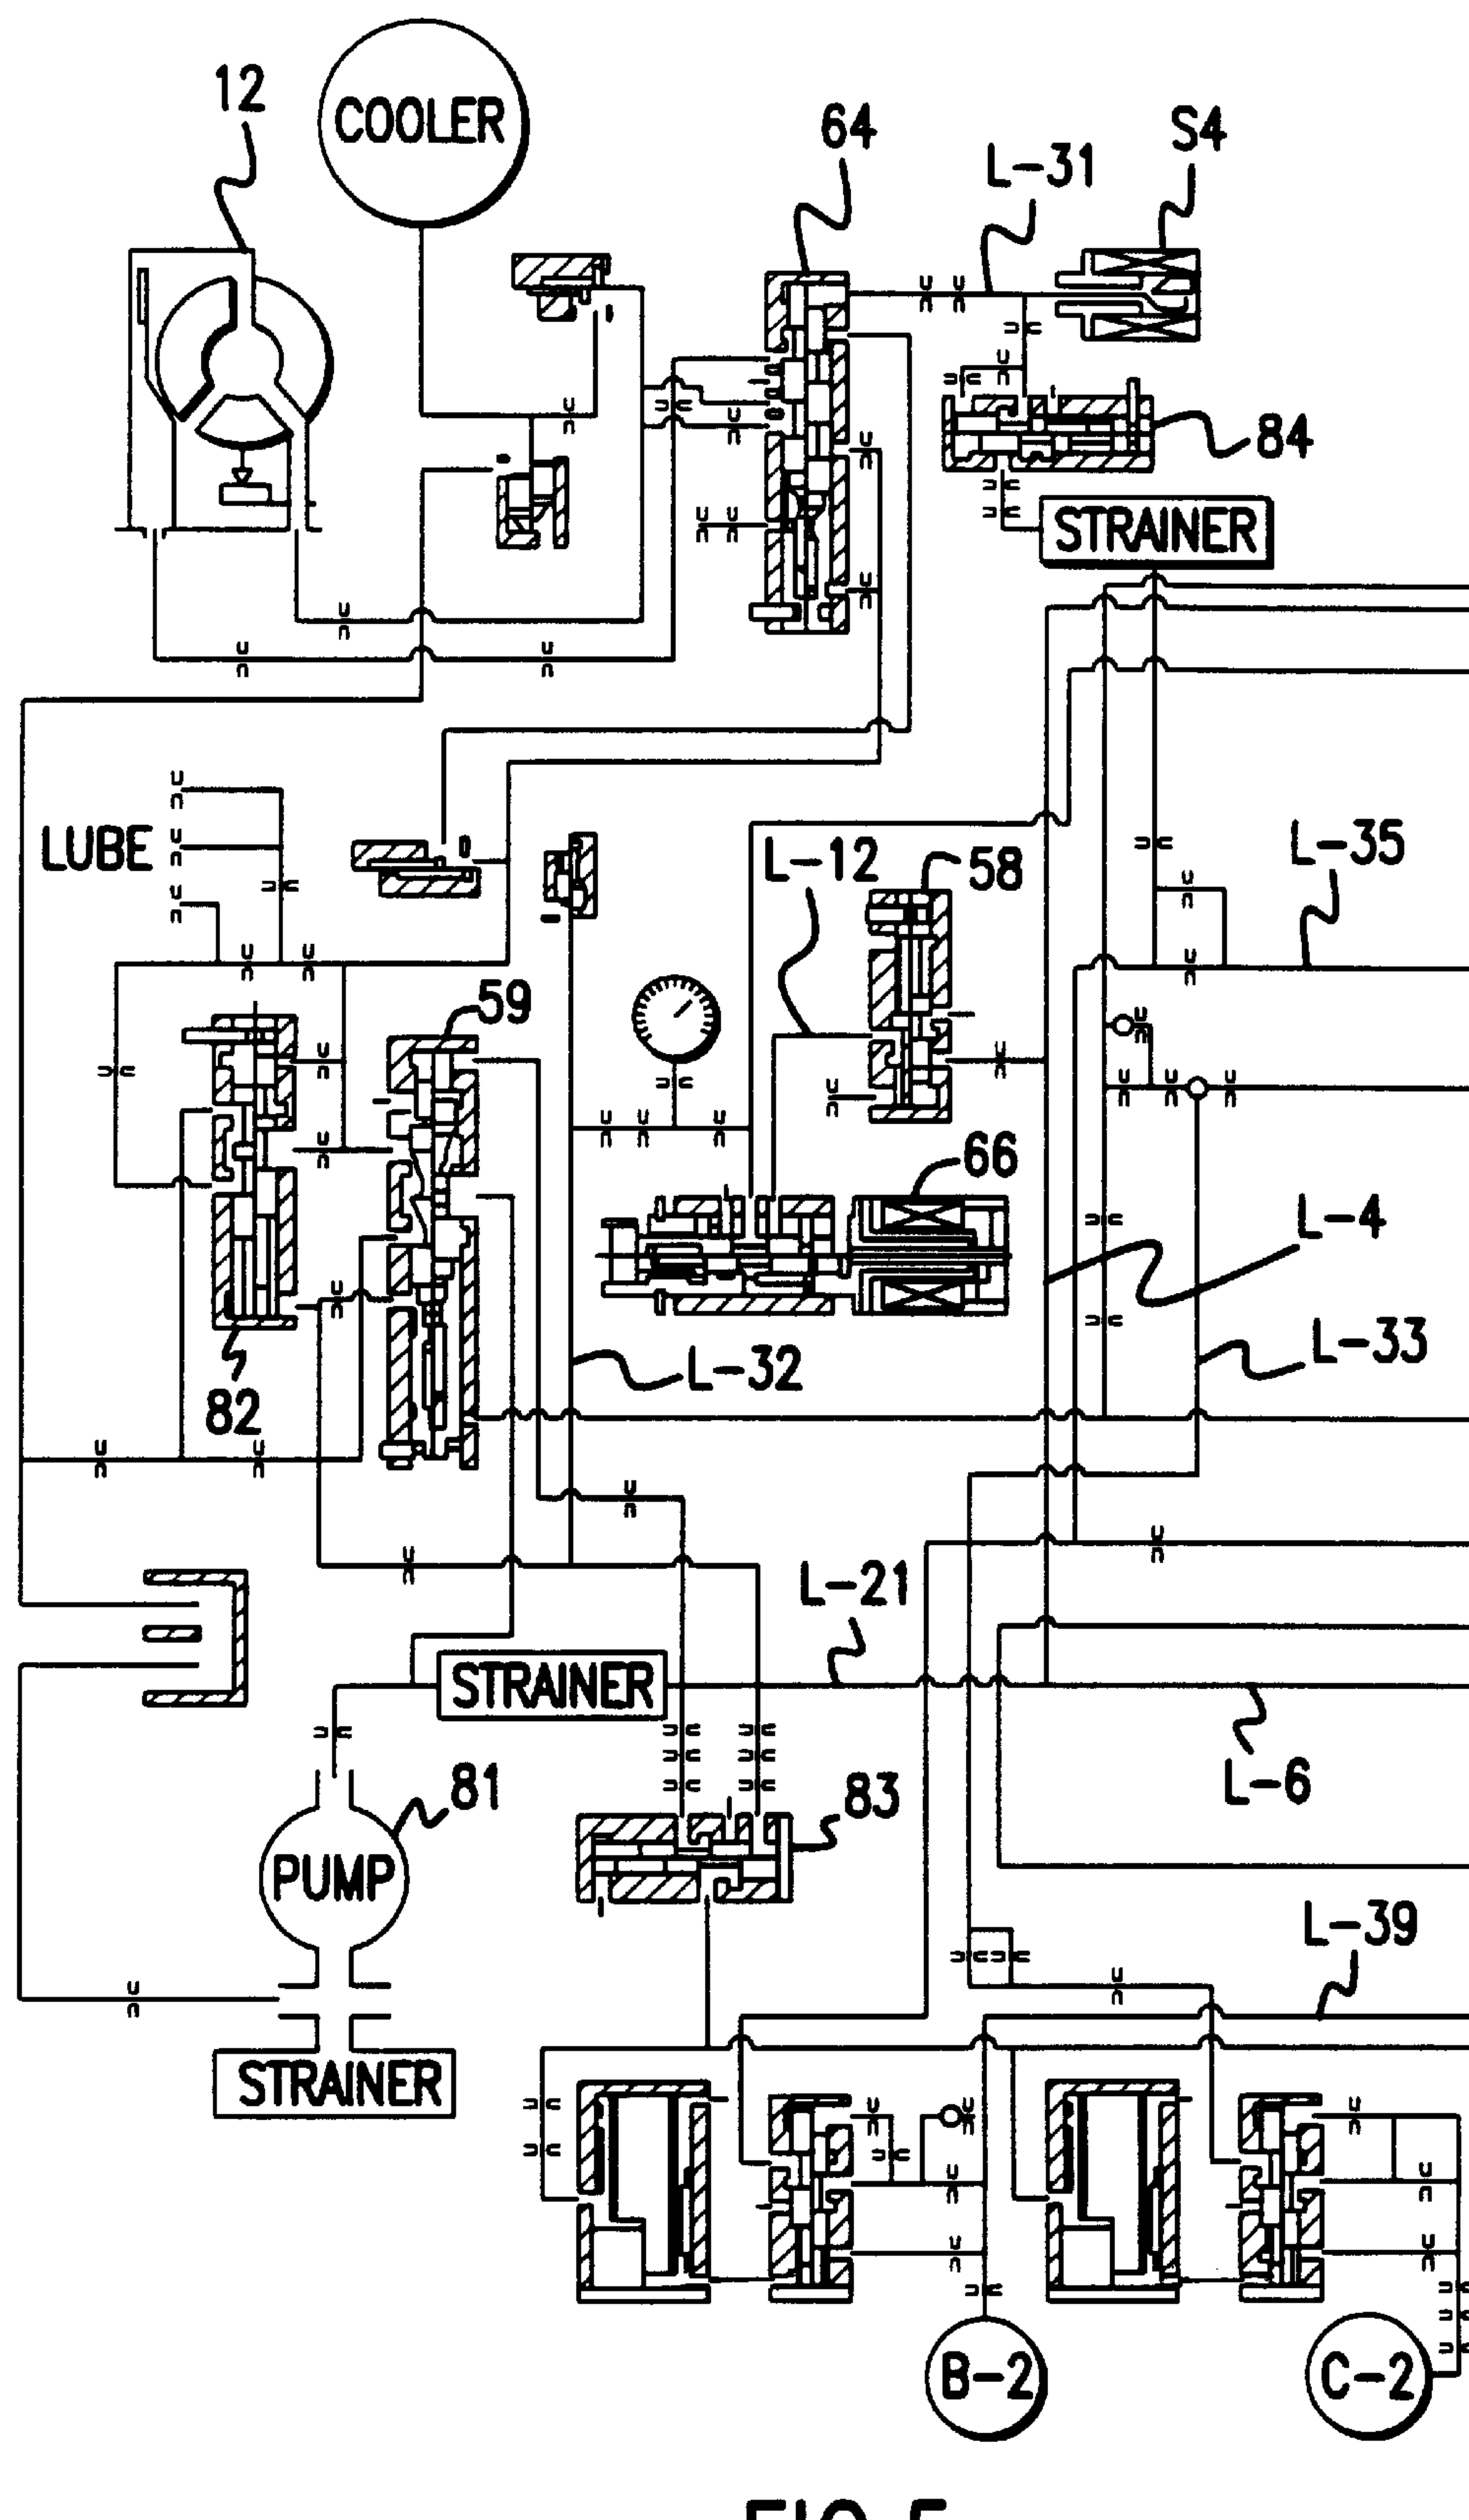 12
COOLER
64
L-31
S4
84
STRAINER
LUBE
L-12
58
L-35
59
66
L-4
L-33
L-32
82
L-21
STRAINER
L-6
81
83
PUMP
L-39
STRAINER
B-2
C-2